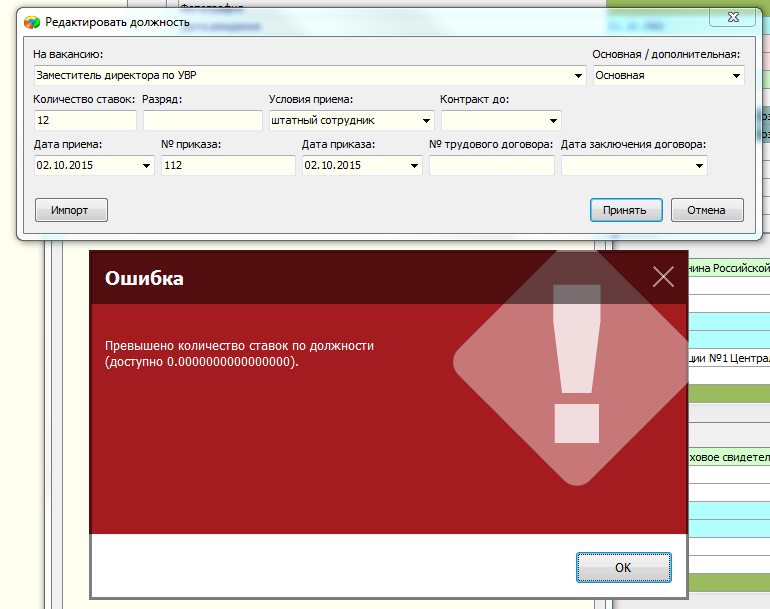 Редактировать должность
На вакансию:
Основная / дополнительная:
Заместитель директора по УВР
Основная
Количество ставок:
Разряд:
Условия приема:
Контракт до:
12
штатный сотрудник
Дата приема:
№ приказа:
Дата приказа:
№ трудового договора:
Дата заключения договора:
02.10.2015
112
02.10.2015
Импорт
Принять
Отмена
Ошибка
нина Российской
Превышено количество ставок по должности
(доступно 0.0000000000000000).
ции №1 Централ
ховое свидетел
OK